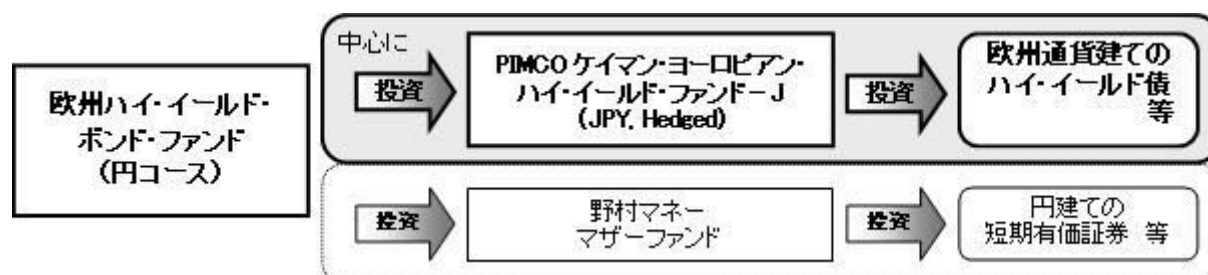 欧州ハイ・イールド・
ボンド・ファンド
(円コース)
中心に
投資
PIMCO ケイマン・ヨーロピアン・
ハイ・イールド・ファンド－J
(JPY, Hedged)
投資
欧州通貨建ての
ハイ・イールド債
等
投資
野村マネー
マザーファンド
投資
円建ての
短期有価証券 等